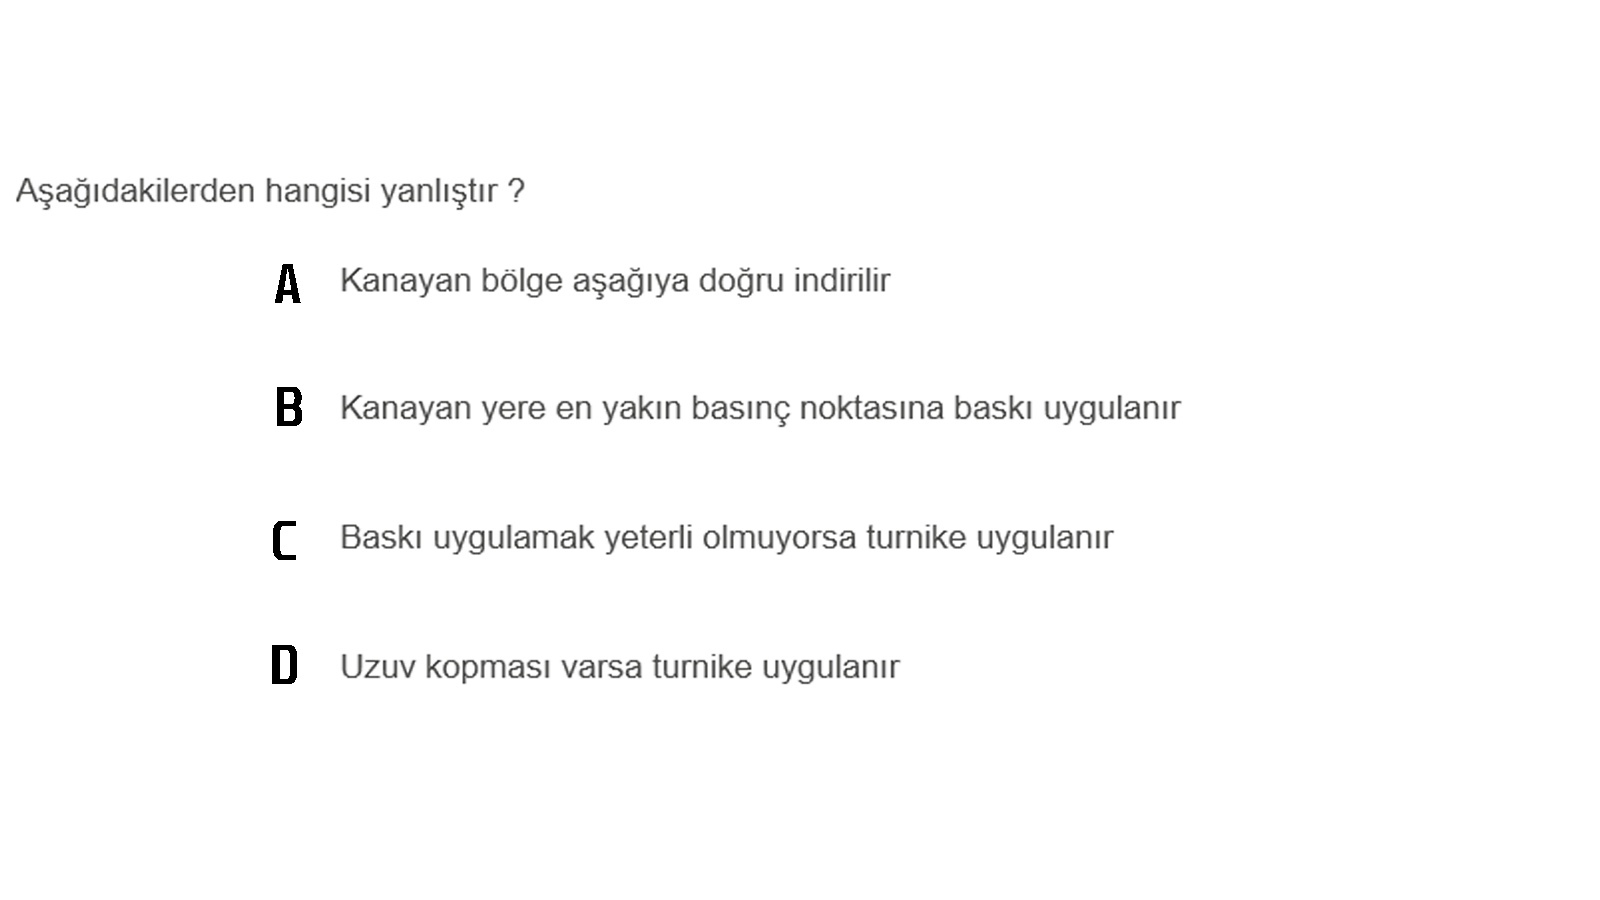 Aşağıdakilerden hangisi yanlıştır ?
A Kanayan bölge aşağıya doğru indirilir
B Kanayan yere en yakın basınç noktasına baskı uygulanır
C Baskı uygulamak yeterli olmuyorsa turnike uygulanır
D Uzuv kopması varsa turnike uygulanır